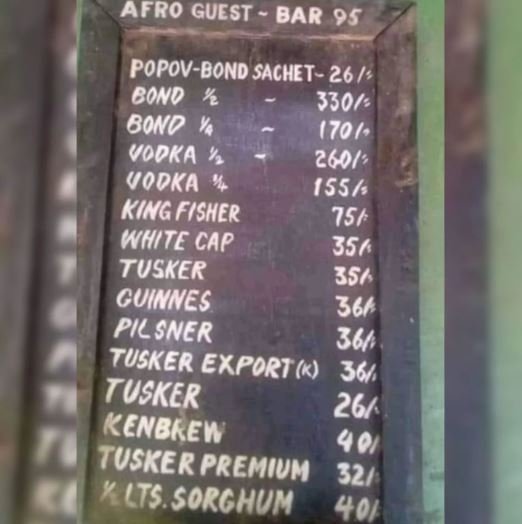 AFRO GUEST ~ BAR 95
POPOV-BOND SACHET- 26/=
BOND ½ ~ 330/=
BOND ¼ ~ 170/=
VODKA ½ - 260/=
VODKA ¾ 155/=
KING FISHER 75/=
WHITE CAP 35/=
TUSKER 35/=
GUINNES 36/=
PILSNER 36/=
TUSKER EXPORT (K) 36/=
TUSKER 26/=
KENBREW 40/=
TUSKER PREMIUM 32/=
½ LTS. SORGHUM 40/=